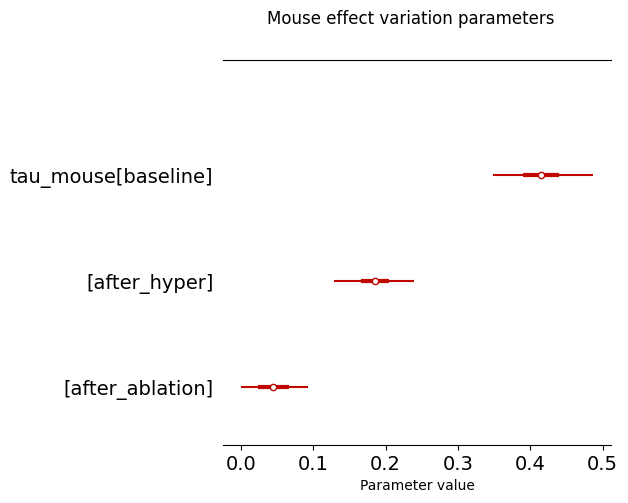 Mouse effect variation parameters
tau_mouse[baseline]
[after_hyper]
[after_ablation]
0.0 0.1 0.2 0.3 0.4 0.5
Parameter value